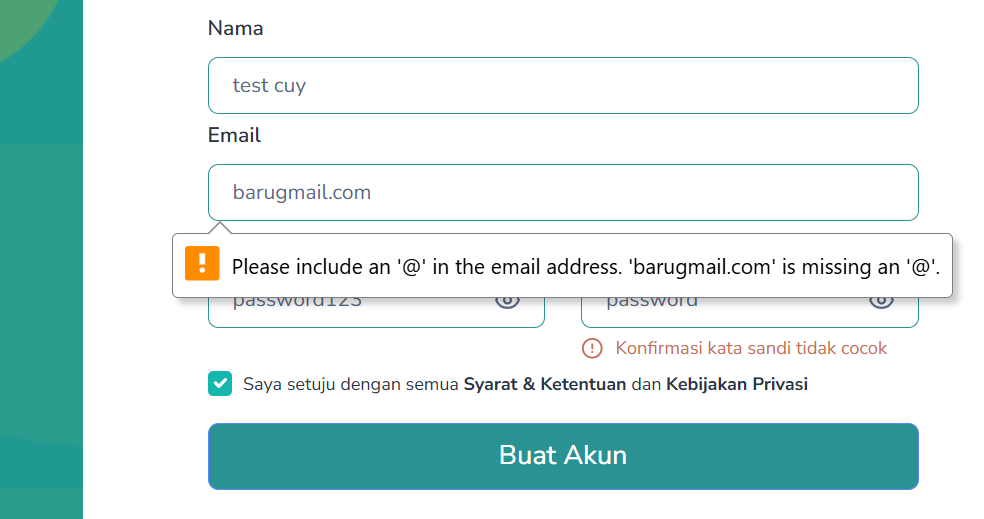 Nama
test cuy
Email
barugmail.com
Please include an '@' in the email address. 'barugmail.com' is missing an '@'.
password123 password
Konfirmasi kata sandi tidak cocok
Saya setuju dengan semua Syarat & Ketentuan dan Kebijakan Privasi
Buat Akun